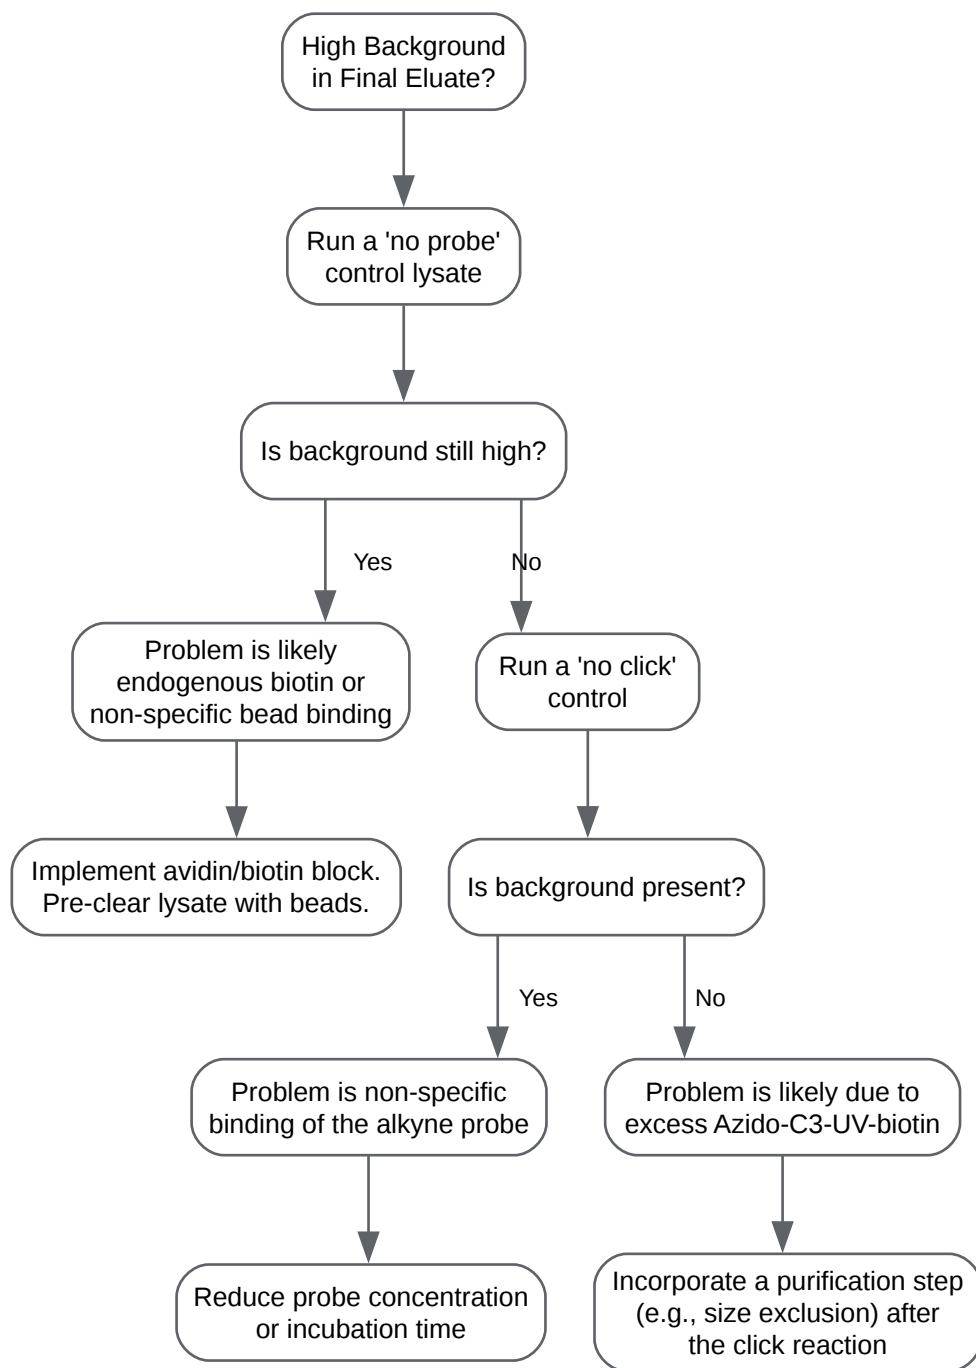 High Background
in Final Eluate?
Run a 'no probe'
control lysate
Is background still high?
Yes
No
Problem is likely
endogenous biotin or
non-specific bead binding
Run a 'no click'
control
Implement avidin/biotin block.
Pre-clear lysate with beads.
Is background present?
Yes
No
Problem is non-specific
binding of the alkyne probe
Problem is likely due to
excess Azido-C3-UV-biotin
Reduce probe concentration
or incubation time
Incorporate a purification step
(e.g., size exclusion) after
the click reaction